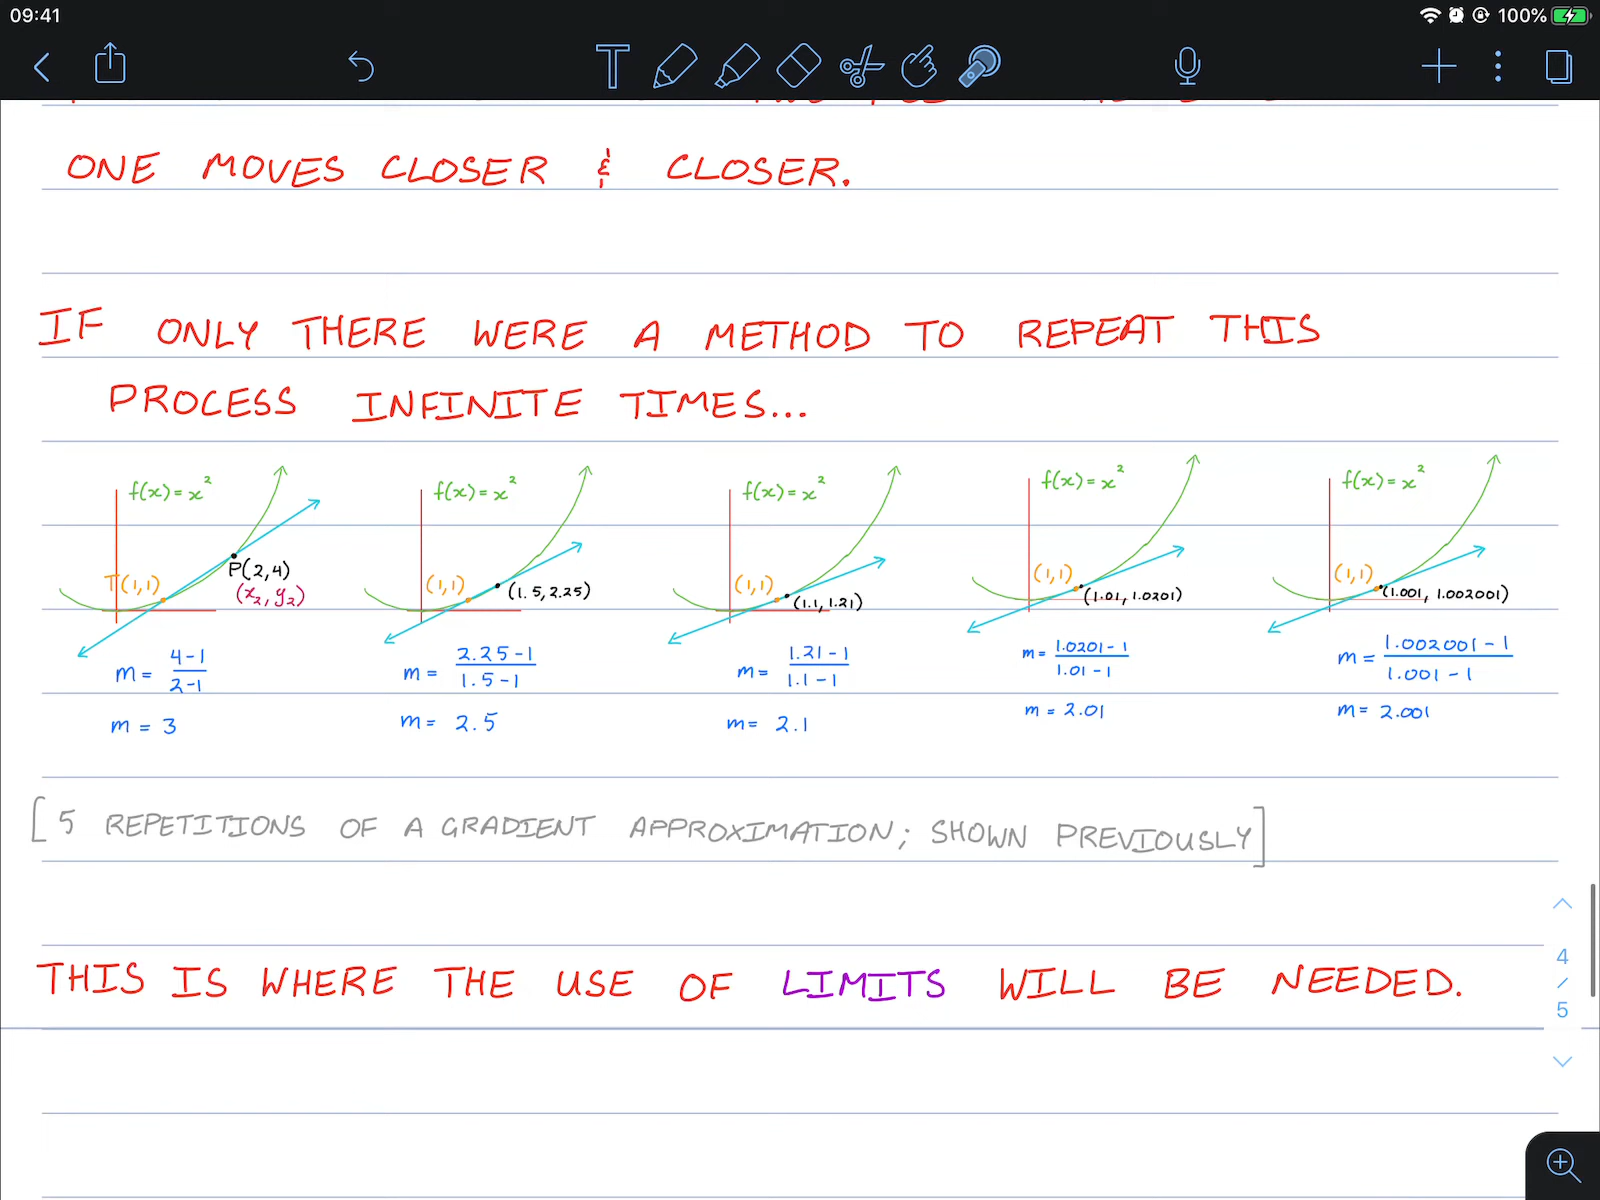 09:41 100%
ONE MOVES CLOSER & CLOSER.
IF ONLY THERE WERE A METHOD TO REPEAT THIS
PROCESS INFINITE TIMES...
f(x) = x²
T(1,1)
P(2,4)
(x₂, y₂)
m = 4-1 / 2-1
m = 3
f(x) = x²
(1,1)
(1.5, 2.25)
m = 2.25-1 / 1.5-1
m = 2.5
f(x) = x²
(1,1)
(1.1, 1.21)
m = 1.21-1 / 1.1-1
m = 2.1
f(x) = x²
(1,1)
(1.01, 1.0201)
m = 1.0201-1 / 1.01-1
m = 2.01
f(x) = x²
(1,1)
(1.001, 1.002001)
m = 1.002001-1 / 1.001-1
m = 2.001
[5 REPETITIONS OF A GRADIENT APPROXIMATION; SHOWN PREVIOUSLY]
THIS IS WHERE THE USE OF LIMITS WILL BE NEEDED.
4
/
5